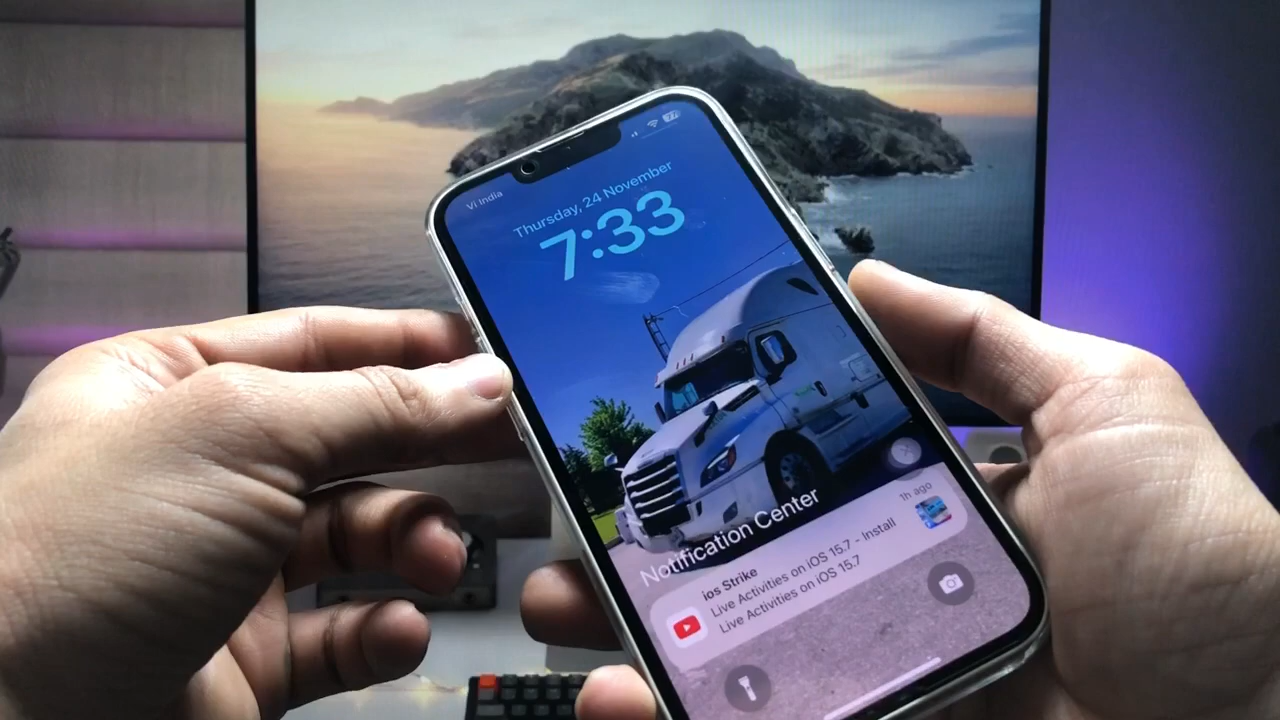 Vi India
77
Thursday, 24 November
7:33
Notification Center
ios Strike
1h ago
Live Activities on iOS 15.7 - Install
Live Activities on iOS 15.7